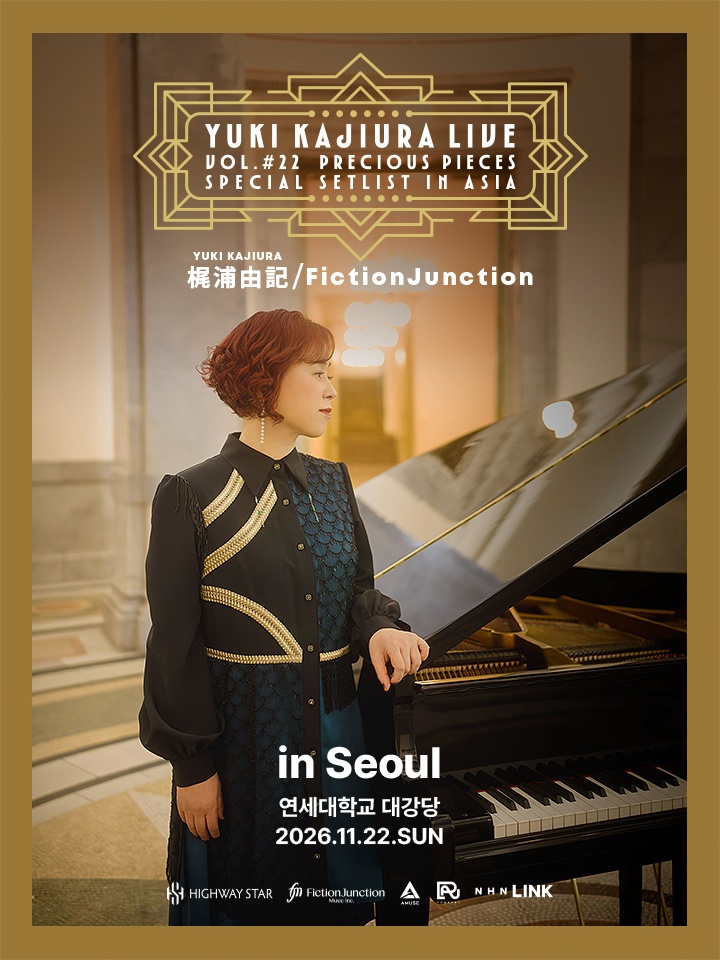 YUKI KAJIURA LIVE
VOL.#22 PRECIOUS PIECES
SPECIAL SETLIST IN ASIA
YUKI KAJIURA
梶浦由記/FictionJunction
in Seoul
연세대학교 대강당
2026.11.22.SUN
HIGHWAY STAR
FictionJunction
Music Inc.
AMUSE
NHN LINK